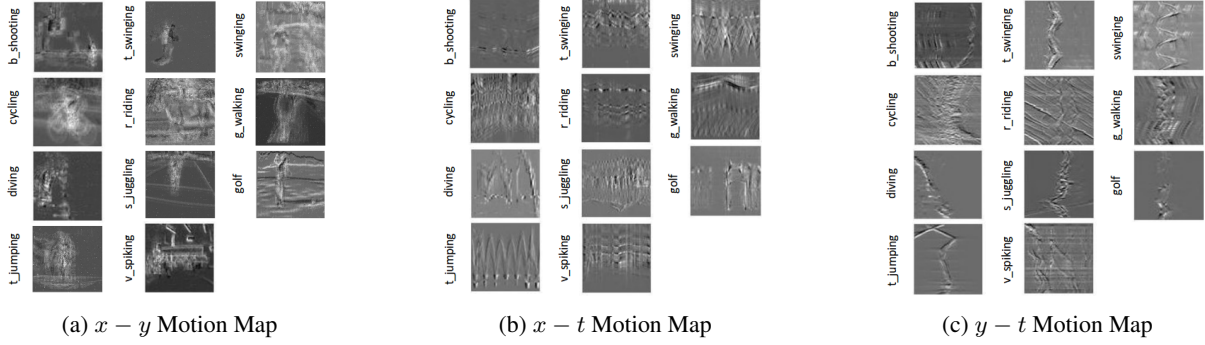 b_shooting
t_swinging
swinging
cycling
r_riding
g_walking
diving
s_juggling
golf
t_jumping
v_spiking
(a) x − y Motion Map
b_shooting
t_swinging
swinging
cycling
r_riding
g_walking
diving
s_juggling
golf
t_jumping
v_spiking
(b) x − t Motion Map
b_shooting
t_swinging
swinging
cycling
r_riding
g_walking
diving
s_juggling
golf
t_jumping
v_spiking
(c) y − t Motion Map